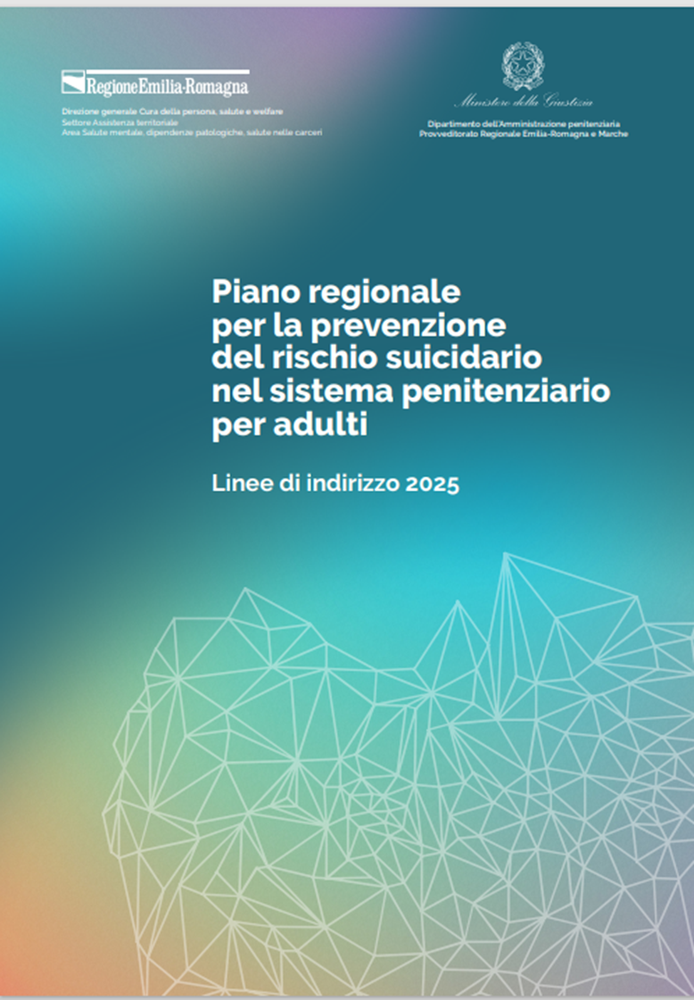 RegioneEmilia-Romagna
Direzione generale Cura della persona, salute e welfare
Settore Assistenza territoriale
Area Salute mentale, dipendenze patologiche, salute nelle carceri
Ministero della Giustizia
Dipartimento dell'Amministrazione penitenziaria
Provveditorato Regionale Emilia-Romagna e Marche
Piano regionale
per la prevenzione
del rischio suicidario
nel sistema penitenziario
per adulti
Linee di indirizzo 2025